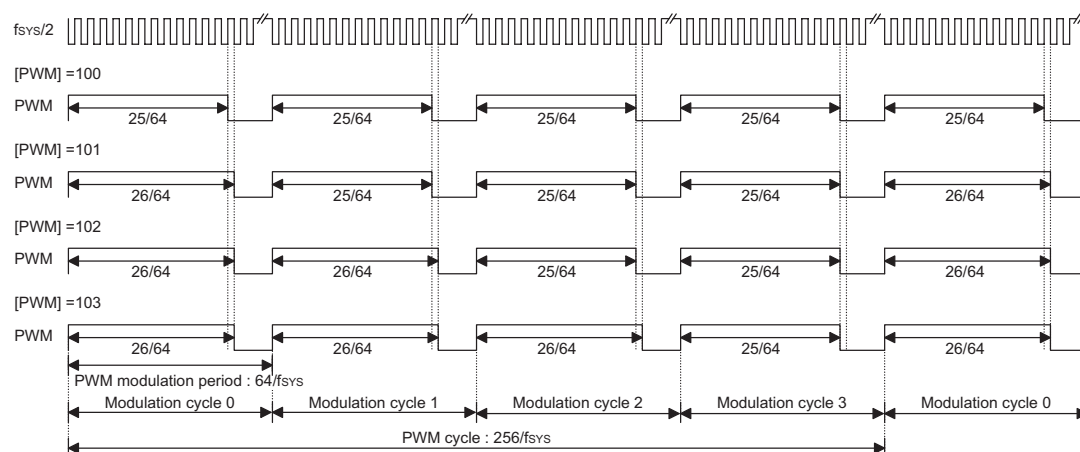 fSYS/2
[PWM] =100
PWM
25/64 25/64 25/64 25/64 25/64
[PWM] =101
PWM
26/64 25/64 25/64 25/64 26/64
[PWM] =102
PWM
26/64 26/64 25/64 25/64 26/64
[PWM] =103
PWM
26/64 26/64 26/64 25/64 26/64
PWM modulation period : 64/fSYS
Modulation cycle 0 Modulation cycle 1 Modulation cycle 2 Modulation cycle 3 Modulation cycle 0
PWM cycle : 256/fSYS